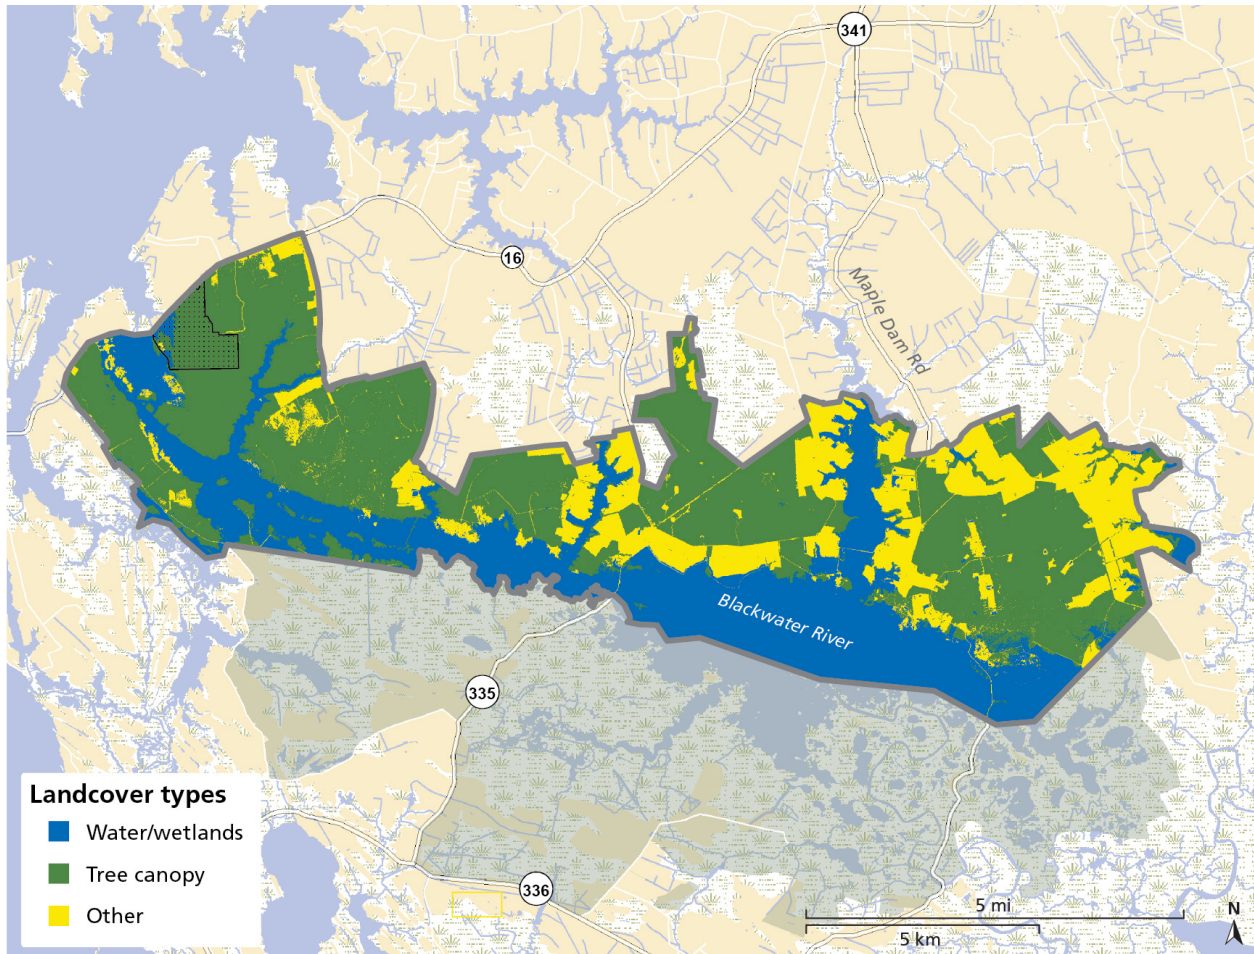 341
16
Maple Dam Rd
Blackwater River
335
336
Landcover types
Water/wetlands
Tree canopy
Other
5 mi
5 km
N